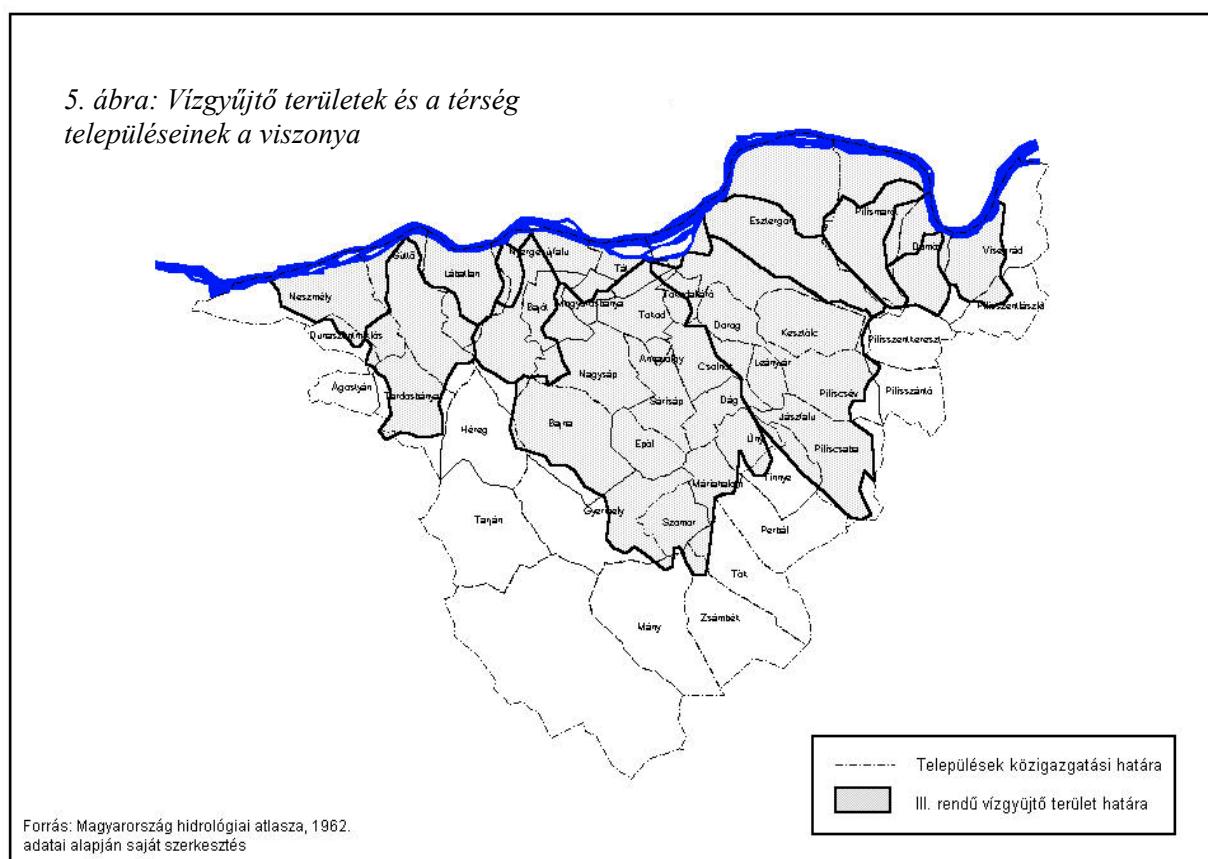 5. ábra: Vízgyűjtő területek és a térség
településeinek a viszonya
Esztergom
Pilismarót
Dömös
Visegrád
Pilisszentlászló
Süttő
Lábatlan
Nyergesújfalu
Tát
Neszmély
Bajót
Mogyorósbánya
Tokodaltáró
Tokod
Dorog
Kesztölc
Dunaszentmiklós
Pilisszentkereszt
Annavölgy
Csolnok
Leányvár
Ágostyán
Nagysáp
Piliscsév
Pilisszántó
Tardosbánya
Sárisáp
Dág
Jászfalu
Héreg
Bajna
Epöl
Úny
Piliscsaba
Tinnye
Máriahalom
Gyermely
Szomor
Tarján
Perbál
Tök
Mány
Zsámbék
Települések közigazgatási határa
III. rendű vízgyüjtő terület határa
Forrás: Magyarország hidrológiai atlasza, 1962.
adatai alapján saját szerkesztés